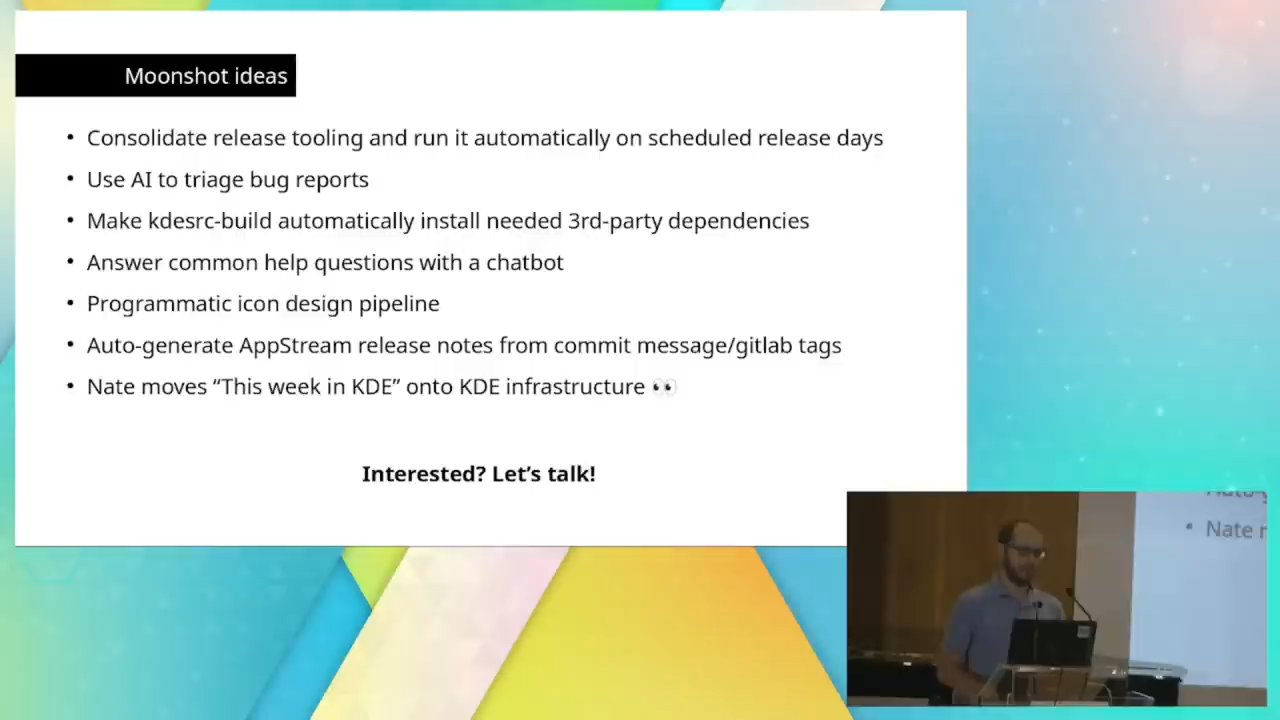 Moonshot ideas
• Consolidate release tooling and run it automatically on scheduled release days
• Use AI to triage bug reports
• Make kdesrc-build automatically install needed 3rd-party dependencies
• Answer common help questions with a chatbot
• Programmatic icon design pipeline
• Auto-generate AppStream release notes from commit message/gitlab tags
• Nate moves “This week in KDE” onto KDE infrastructure 👀
Interested? Let’s talk!
• Nate